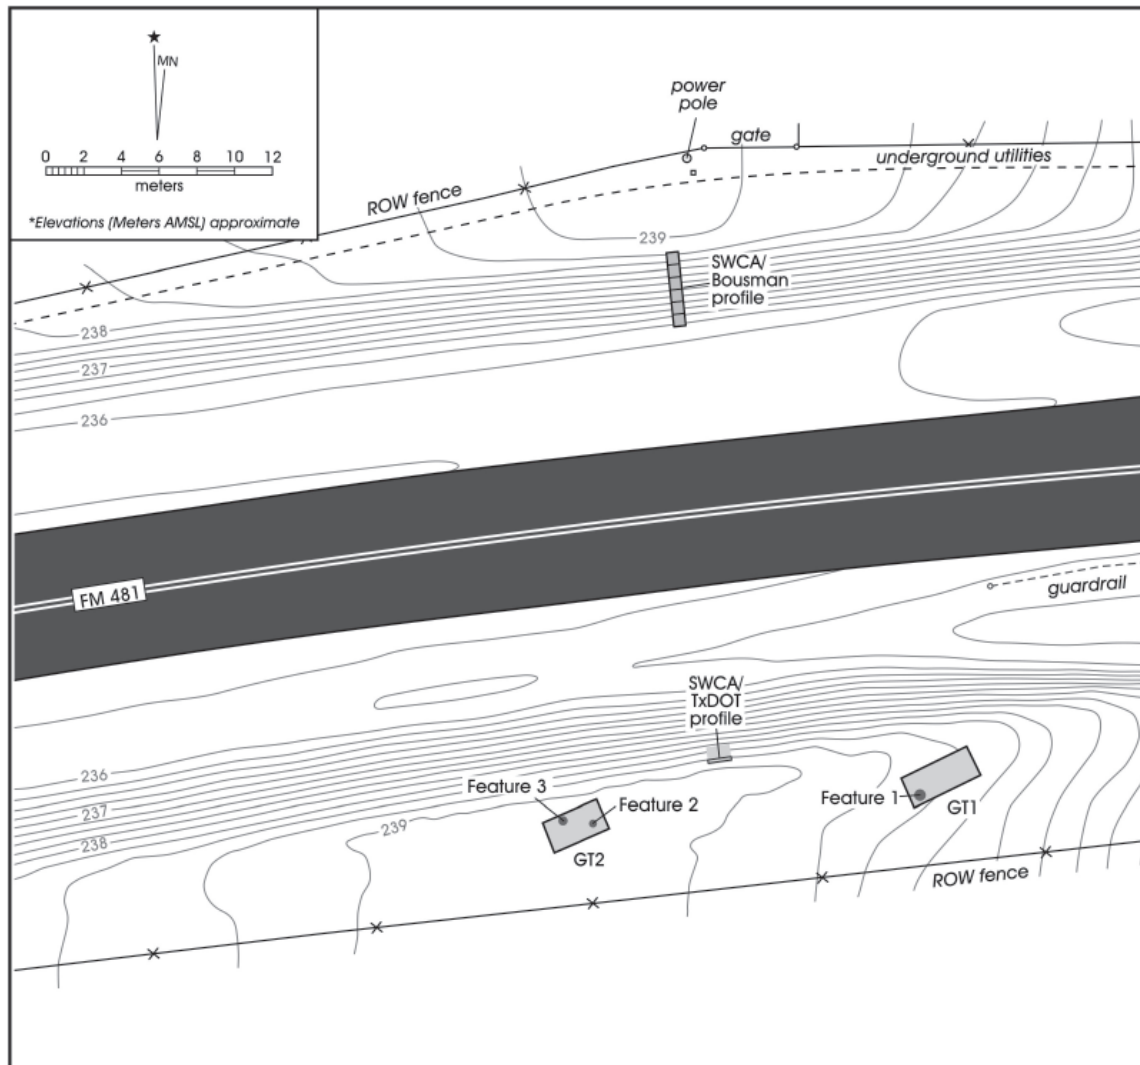 MN
0 2 4 6 8 10 12
meters
*Elevations (Meters AMSL) approximate
power
pole
gate
underground utilities
ROW fence
239
SWCA/
Bousman
profile
238
237
236
FM 481
guardrail
SWCA/
TxDOT
profile
236
237
238
239
Feature 3
Feature 2
GT2
Feature 1
GT1
ROW fence